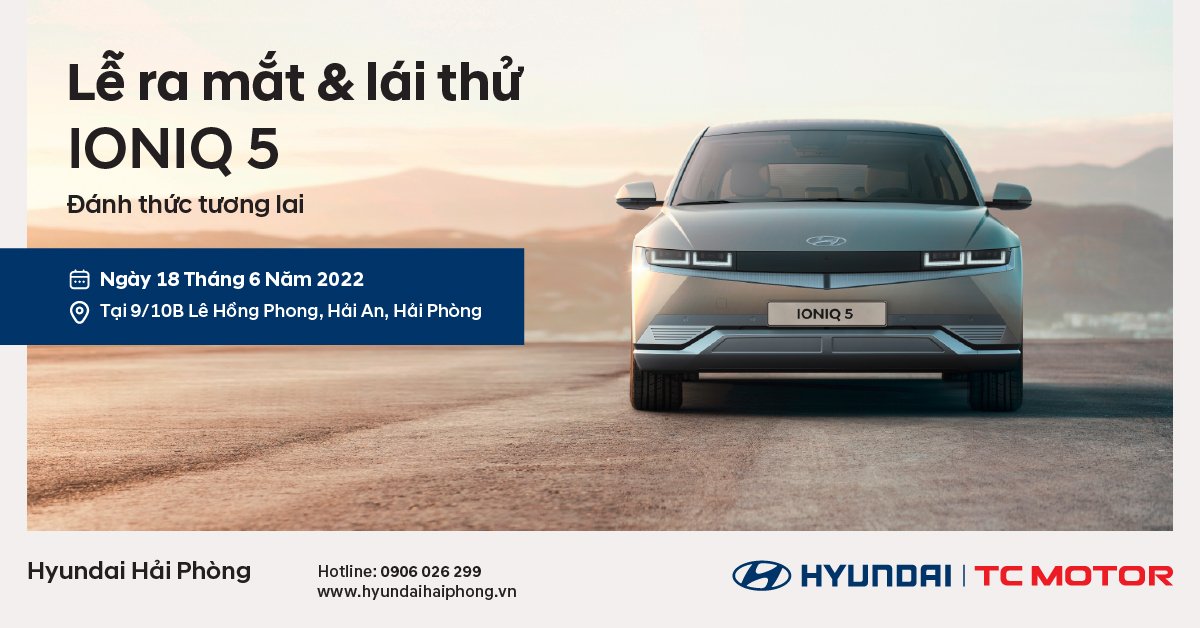 Lễ ra mắt & lái thử
IONIQ 5
Đánh thức tương lai
Ngày 18 Tháng 6 Năm 2022
Tại 9/10B Lê Hồng Phong, Hải An, Hải Phòng
IONIQ 5
Hyundai Hải Phòng
Hotline: 0906 026 299
www.hyundaihaiphong.vn
HYUNDAI | TC MOTOR